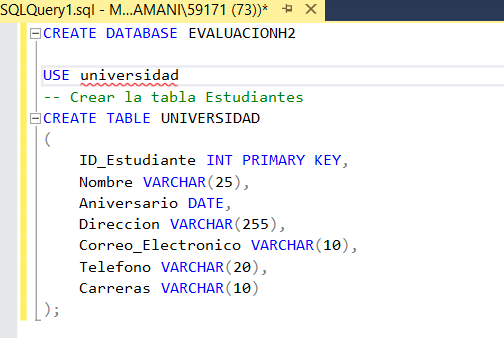 SQLQuery1.sql - M...AMANI\59171 (73))*
CREATE DATABASE EVALUACIONH2
USE universidad
-- Crear la tabla Estudiantes
CREATE TABLE UNIVERSIDAD
(
ID_Estudiante INT PRIMARY KEY,
Nombre VARCHAR(25),
Aniversario DATE,
Direccion VARCHAR(255),
Correo_Electronico VARCHAR(10),
Telefono VARCHAR(20),
Carreras VARCHAR(10)
);